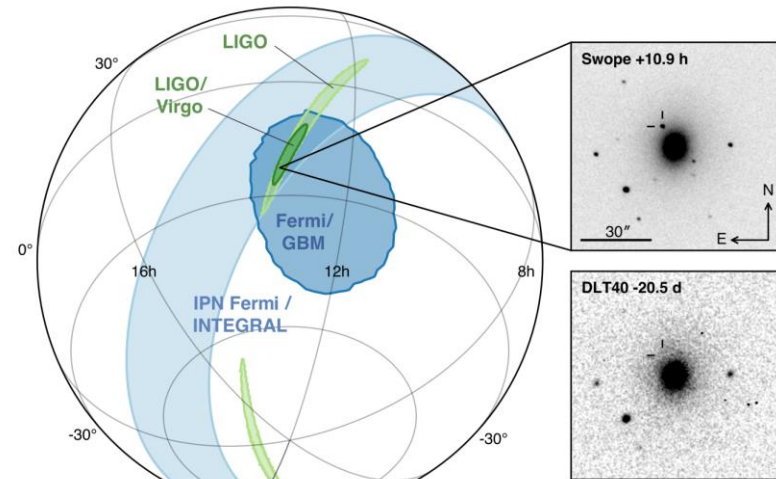 LIGO
LIGO/
Virgo
Fermi/
GBM
IPN Fermi /
INTEGRAL
30°
0°
-30°
-30°
16h
12h
8h
Swope +10.9 h
N
E
30″
DLT40 -20.5 d